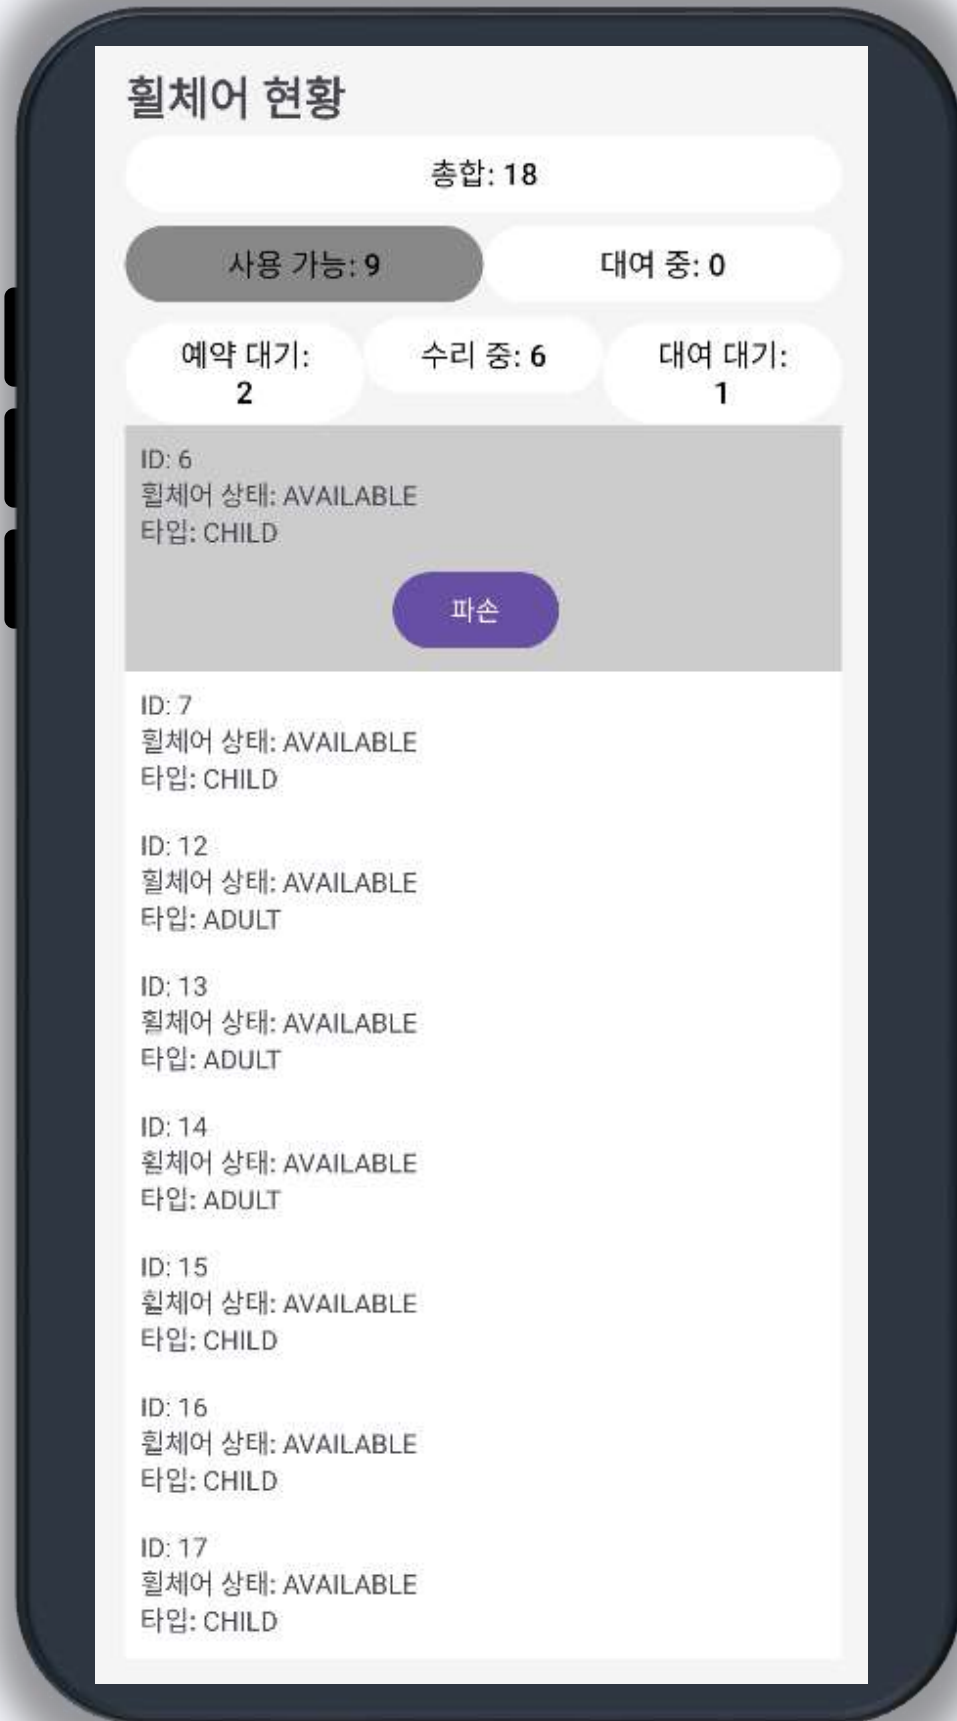 휠체어 현황
총합: 18
사용 가능: 9
대여 중: 0
예약 대기:
2
수리 중: 6
대여 대기:
1
ID: 6
휠체어 상태: AVAILABLE
타입: CHILD
파손
ID: 7
휠체어 상태: AVAILABLE
타입: CHILD
ID: 12
휠체어 상태: AVAILABLE
타입: ADULT
ID: 13
휠체어 상태: AVAILABLE
타입: ADULT
ID: 14
휠체어 상태: AVAILABLE
타입: ADULT
ID: 15
휠체어 상태: AVAILABLE
타입: CHILD
ID: 16
휠체어 상태: AVAILABLE
타입: CHILD
ID: 17
휠체어 상태: AVAILABLE
타입: CHILD